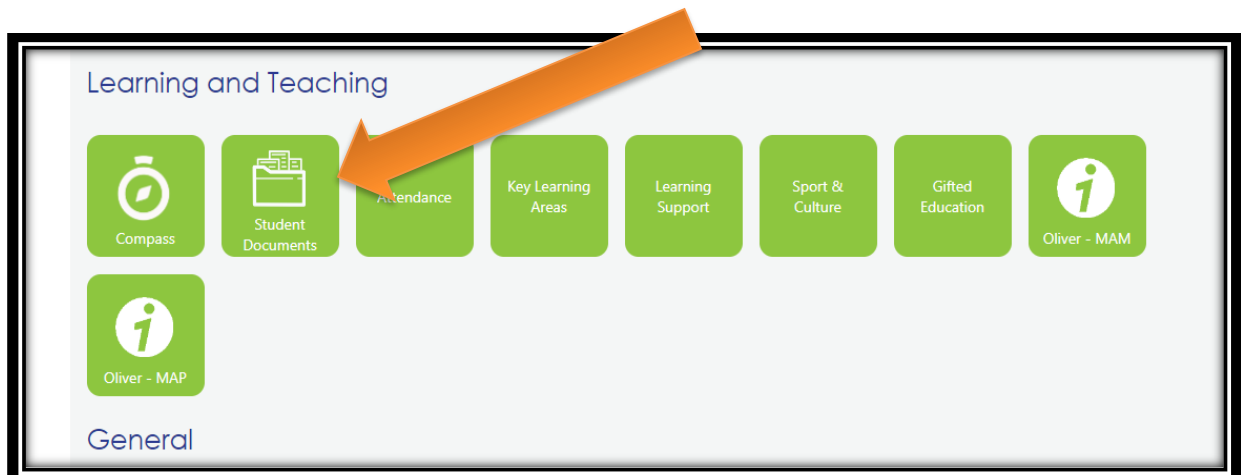 Learning and Teaching
Compass
Student
Documents
Attendance
Key Learning
Areas
Learning
Support
Sport &
Culture
Gifted
Education
Oliver - MAM
Oliver - MAP
General